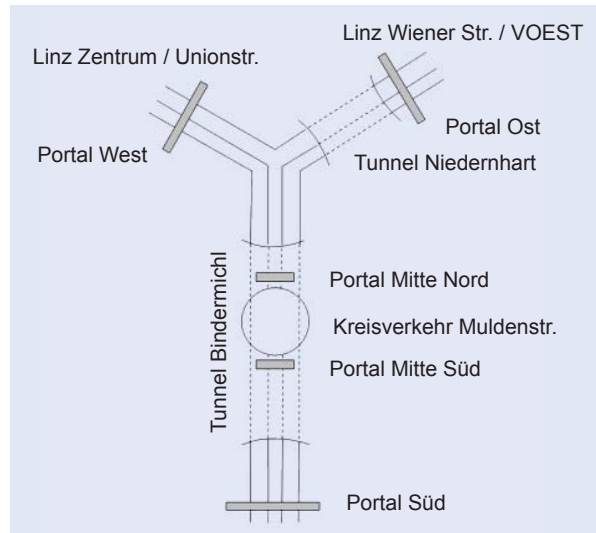 Linz Wiener Str. / VOEST
Linz Zentrum / Unionstr.
Portal Ost
Portal West
Tunnel Niedernhart
Portal Mitte Nord
Kreisverkehr Muldenstr.
Tunnel Bindermichl
Portal Mitte Süd
Portal Süd